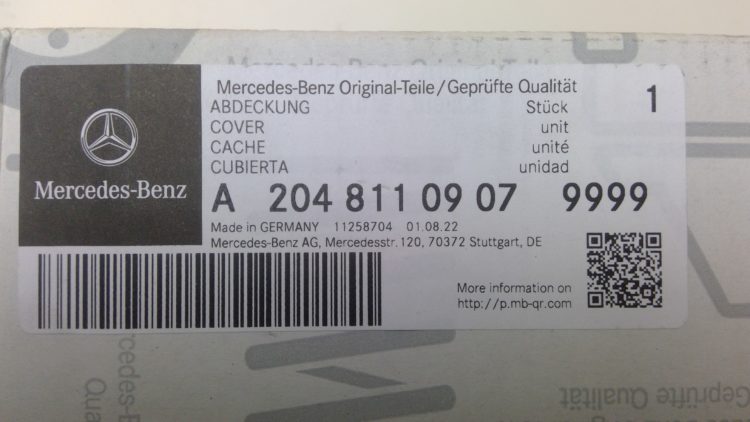 Mercedes-Benz Original-Teile/Geprüfte Qualität
ABDECKUNG Stück 1
COVER unit
CACHE unité
CUBIERTA unidad
Mercedes-Benz
A 204 811 09 07 9999
Made in GERMANY 11258704 01.08.22
Mercedes-Benz AG, Mercedesstr. 120, 70372 Stuttgart, DE
More information on
http://p.mb-qr.com
Geprüfte Qualität